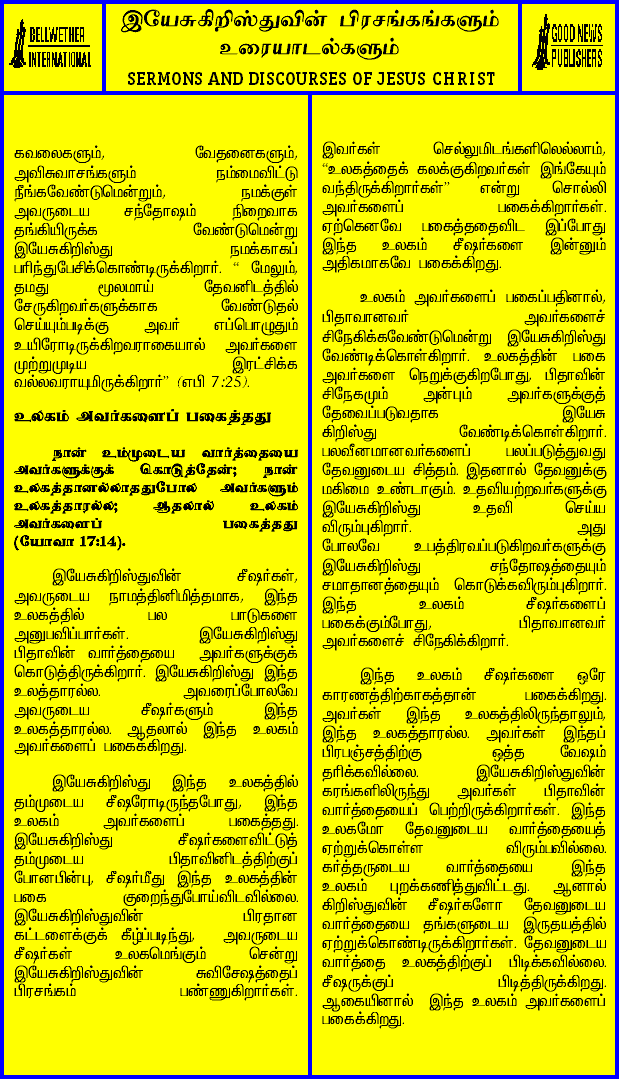 BELLWETHER
INTERNATIONAL
இயேசுகிறிஸ்துவின் பிரசங்கங்களும்
உரையாடல்களும்
SERMONS AND DISCOURSES OF JESUS CHRIST
GOOD NEWS
PUBLISHERS
கவலைகளும், வேதனைகளும்,
அவிசுவாசங்களும் நம்மைவிட்டு
நீங்கவேண்டுமென்றும், நமக்குள்
அவருடைய சந்தோஷம் நிறைவாக
தங்கியிருக்க வேண்டுமென்று
இயேசுகிறிஸ்து நமக்காகப்
பரிந்துபேசிக்கொண்டிருக்கிறார். “ மேலும்,
தமது மூலமாய் தேவனிடத்தில்
சேருகிறவர்களுக்காக வேண்டுதல்
செய்யும்படிக்கு அவர் எப்பொழுதும்
உயிரோடிருக்கிறவராகையால் அவர்களை
முற்றுமுடிய இரட்சிக்க
வல்லவராயுமிருக்கிறார்” (எபி 7:25).
உலகம் அவர்களைப் பகைத்தது
நான் உம்முடைய வார்த்தையை
அவர்களுக்குக் கொடுத்தேன்; நான்
உலகத்தானல்லாததுபோல அவர்களும்
உலகத்தாரல்ல; ஆதலால் உலகம்
அவர்களைப் பகைத்தது
(யோவா 17:14).
இயேசுகிறிஸ்துவின் சீஷர்கள்,
அவருடைய நாமத்தினிமித்தமாக, இந்த
உலகத்தில் பல பாடுகளை
அனுபவிப்பார்கள். இயேசுகிறிஸ்து
பிதாவின் வார்த்தையை அவர்களுக்குக்
கொடுத்திருக்கிறார். இயேசுகிறிஸ்து இந்த
உலத்தாரல்ல. அவரைப்போலவே
அவருடைய சீஷர்களும் இந்த
உலகத்தாரல்ல. ஆதலால் இந்த உலகம்
அவர்களைப் பகைக்கிறது.
இயேசுகிறிஸ்து இந்த உலகத்தில்
தம்முடைய சீஷரோடிருந்தபோது, இந்த
உலகம் அவர்களைப் பகைத்தது.
இயேசுகிறிஸ்து சீஷர்களைவிட்டுத்
தம்முடைய பிதாவினிடத்திற்குப்
போனபின்பு, சீஷர்மீது இந்த உலகத்தின்
பகை குறைந்துபோய்விடவில்லை.
இயேசுகிறிஸ்துவின் பிரதான
கட்டளைக்குக் கீழ்ப்படிந்து, அவருடைய
சீஷர்கள் உலகமெங்கும் சென்று
இயேசுகிறிஸ்துவின் சுவிசேஷத்தைப்
பிரசங்கம் பண்ணுகிறார்கள்.
இவர்கள் செல்லுமிடங்களிலெல்லாம்,
“உலகத்தைக் கலக்குகிறவர்கள் இங்கேயும்
வந்திருக்கிறார்கள்” என்று சொல்லி
அவர்களைப் பகைக்கிறார்கள்.
ஏற்கெனவே பகைத்ததைவிட இப்போது
இந்த உலகம் சீஷர்களை இன்னும்
அதிகமாகவே பகைக்கிறது.
உலகம் அவர்களைப் பகைப்பதினால்,
பிதாவானவர் அவர்களைச்
சிநேகிக்கவேண்டுமென்று இயேசுகிறிஸ்து
வேண்டிக்கொள்கிறார். உலகத்தின் பகை
அவர்களை நெறுக்குகிறபோது, பிதாவின்
சிநேகமும் அன்பும் அவர்களுக்குத்
தேவைப்படுவதாக இயேசு
கிறிஸ்து வேண்டிக்கொள்கிறார்.
பலவீனமானவர்களைப் பலப்படுத்துவது
தேவனுடைய சித்தம். இதனால் தேவனுக்கு
மகிமை உண்டாகும். உதவியற்றவர்களுக்கு
இயேசுகிறிஸ்து உதவி செய்ய
விரும்புகிறார். அது
போலவே உபத்திரவப்படுகிறவர்களுக்கு
இயேசுகிறிஸ்து சந்தோஷத்தையும்
சமாதானத்தையும் கொடுக்கவிரும்புகிறார்.
இந்த உலகம் சீஷர்களைப்
பகைக்கும்போது, பிதாவானவர்
அவர்களைச் சிநேகிக்கிறார்.
இந்த உலகம் சீஷர்களை ஒரே
காரணத்திற்காகத்தான் பகைக்கிறது.
அவர்கள் இந்த உலகத்திலிருந்தாலும்,
இந்த உலகத்தாரல்ல. அவர்கள் இந்தப்
பிரபஞ்சத்திற்கு ஒத்த வேஷம்
தரிக்கவில்லை. இயேசுகிறிஸ்துவின்
கரங்களிலிருந்து அவர்கள் பிதாவின்
வார்த்தையைப் பெற்றிருக்கிறார்கள். இந்த
உலகமோ தேவனுடைய வார்த்தையைத்
ஏற்றுக்கொள்ள விரும்பவில்லை.
கர்த்தருடைய வார்த்தையை இந்த
உலகம் புறக்கணித்துவிட்டது. ஆனால்
கிறிஸ்துவின் சீஷர்களோ தேவனுடைய
வார்த்தையை தங்களுடைய இருதயத்தில்
ஏற்றுக்கொண்டிருக்கிறார்கள். தேவனுடைய
வார்த்தை உலகத்திற்குப் பிடிக்கவில்லை.
சீஷருக்குப் பிடித்திருக்கிறது.
ஆகையினால் இந்த உலகம் அவர்களைப்
பகைக்கிறது.